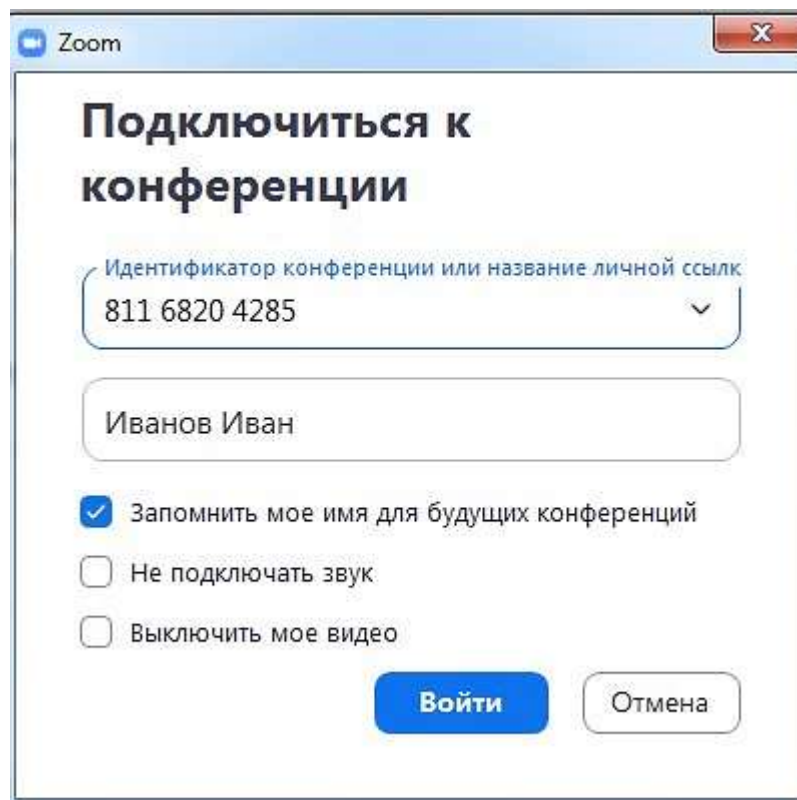 Zoom
Подключиться к
конференции
Идентификатор конференции или название личной ссылк
811 6820 4285
Иванов Иван
Запомнить мое имя для будущих конференций
Не подключать звук
Выключить мое видео
Войти Отмена